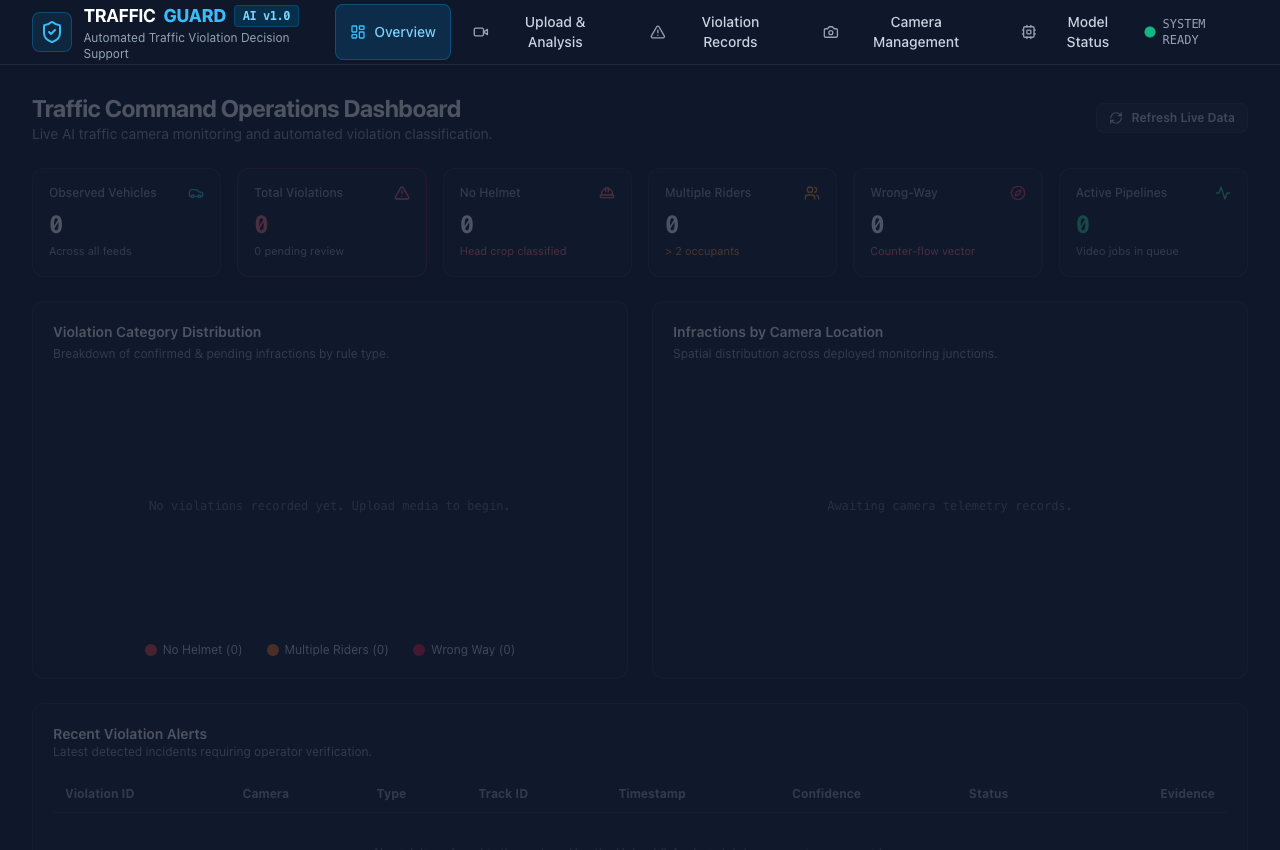 TRAFFIC GUARD AI v1.0
Automated Traffic Violation Decision
Support
Overview
Upload &
Analysis
Violation
Records
Camera
Management
Model
Status
SYSTEM
READY
Traffic Command Operations Dashboard
Live AI traffic camera monitoring and automated violation classification.
Refresh Live Data
Observed Vehicles
0
Across all feeds
Total Violations
0
0 pending review
No Helmet
0
Head crop classified
Multiple Riders
0
> 2 occupants
Wrong-Way
0
Counter-flow vector
Active Pipelines
0
Video jobs in queue
Violation Category Distribution
Breakdown of confirmed & pending infractions by rule type.
No violations recorded yet. Upload media to begin.
No Helmet (0) Multiple Riders (0) Wrong Way (0)
Infractions by Camera Location
Spatial distribution across deployed monitoring junctions.
Awaiting camera telemetry records.
Recent Violation Alerts
Latest detected incidents requiring operator verification.
Violation ID Camera Type Track ID Timestamp Confidence Status Evidence